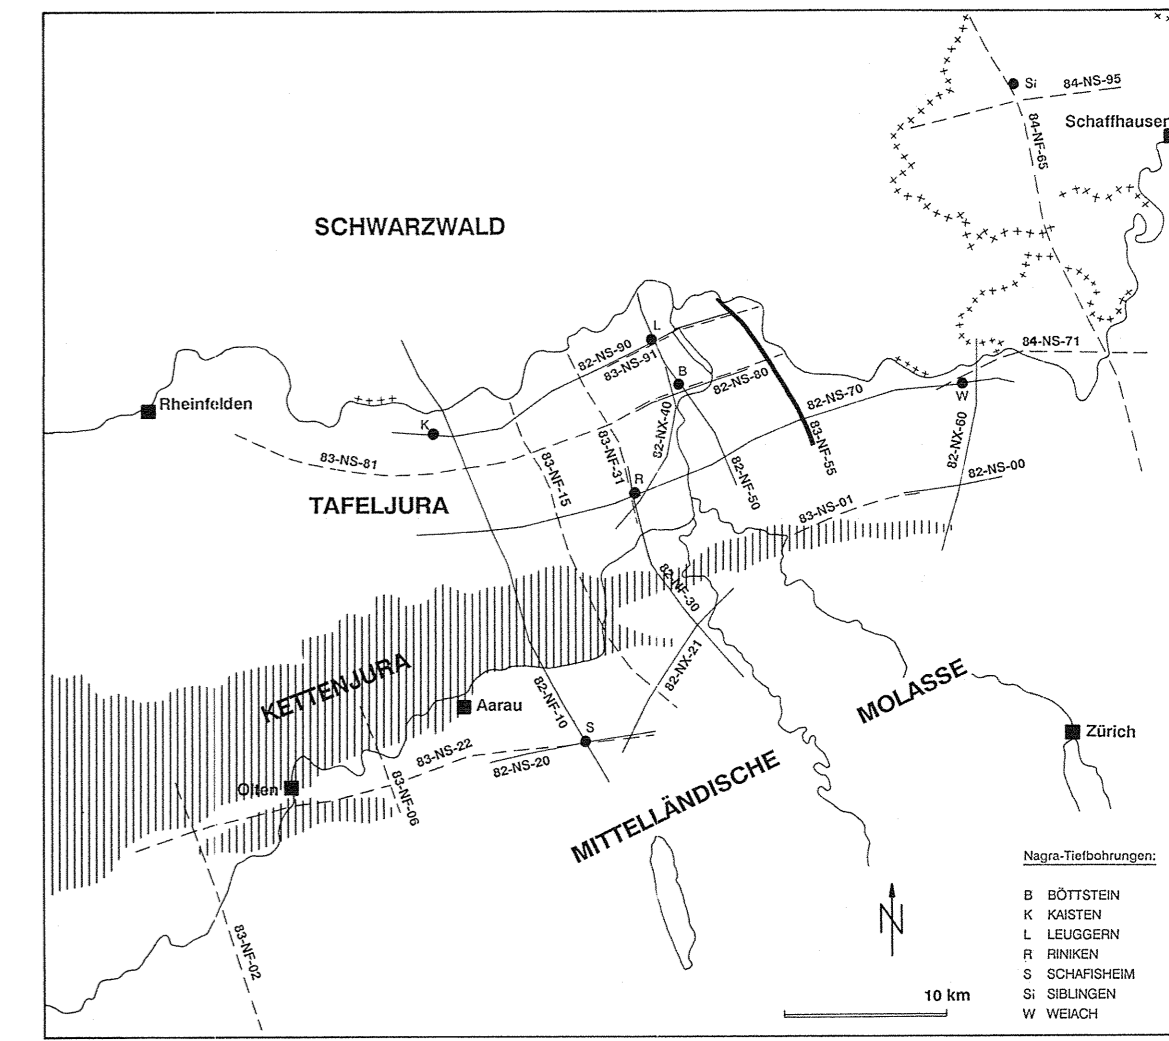 Si
84-NS-95
Schaffhausen
84-NF-65
SCHWARZWALD
L
82-NS-90
83-NS-91
84-NS-71
B
82-NS-80
82-NS-70
W
Rheinfelden
K
82-NX-40
83-NF-55
82-NX-60
83-NS-81
83-NF-15
83-NF-31
82-NF-50
82-NS-00
R
TAFELJURA
83-NS-01
82-NF-30
82-NX-21
KETTENJURA
MOLASSE
Aarau
82-NF-10
S
Zürich
83-NS-22
82-NS-20
Olten
83-NF-06
MITTELLÄNDISCHE
Nagra-Tiefbohrungen:
B BÖTTSTEIN
K KAISTEN
L LEUGGERN
R RINIKEN
S SCHAFISHEIM
Si SIBLINGEN
W WEIACH
N
83-NF-02
10 km